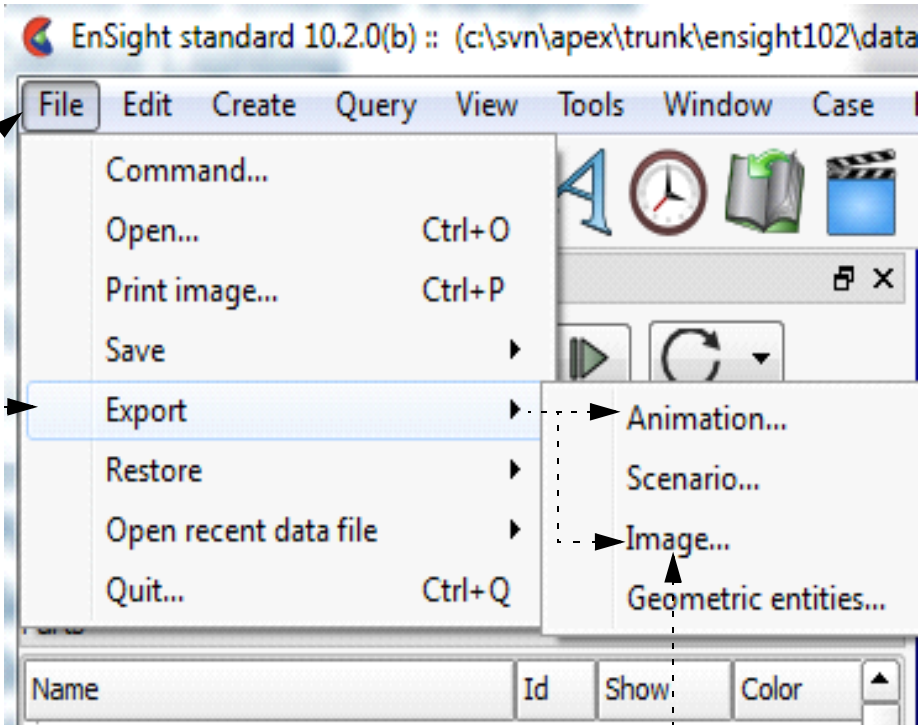 EnSight standard 10.2.0(b) :: (c:\svn\apex\trunk\ensight102\data
File Edit Create Query View Tools Window Case
Command...
Open... Ctrl+O
Print image... Ctrl+P
Save
Export
Restore
Open recent data file
Quit... Ctrl+Q
Animation...
Scenario...
Image...
Geometric entities...
Parts
Name Id Show Color